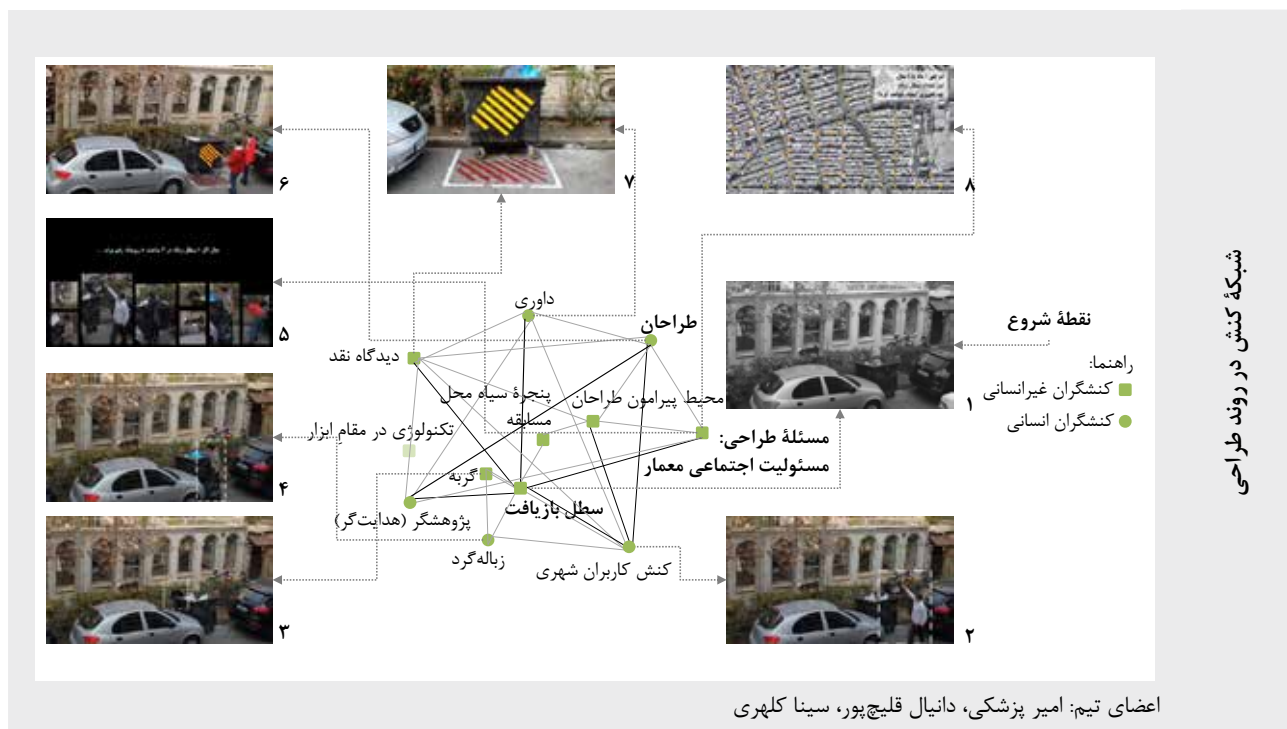 شبکهٔ کنش در روند طراحی
نقطهٔ شروع
راهنما:
کنشگران غیرانسانی
کنشگران انسانی
۱
۲
۳
۴
۵
۶
۷
۸
داوری
طراحان
دیدگاه نقد
پنجرهٔ سیاه محل
مسابقه
محیط پیرامون طراحان
تکنولوژی در مقام ابزار
مسئلهٔ طراحی:
مسئولیت اجتماعی معمار
گربه
سطل بازیافت
پژوهشگر (هدایت‌گر)
زباله‌گرد
کنش کاربران شهری
اعضای تیم: امیر پزشکی، دانیال قلیچ‌پور، سینا کلهری